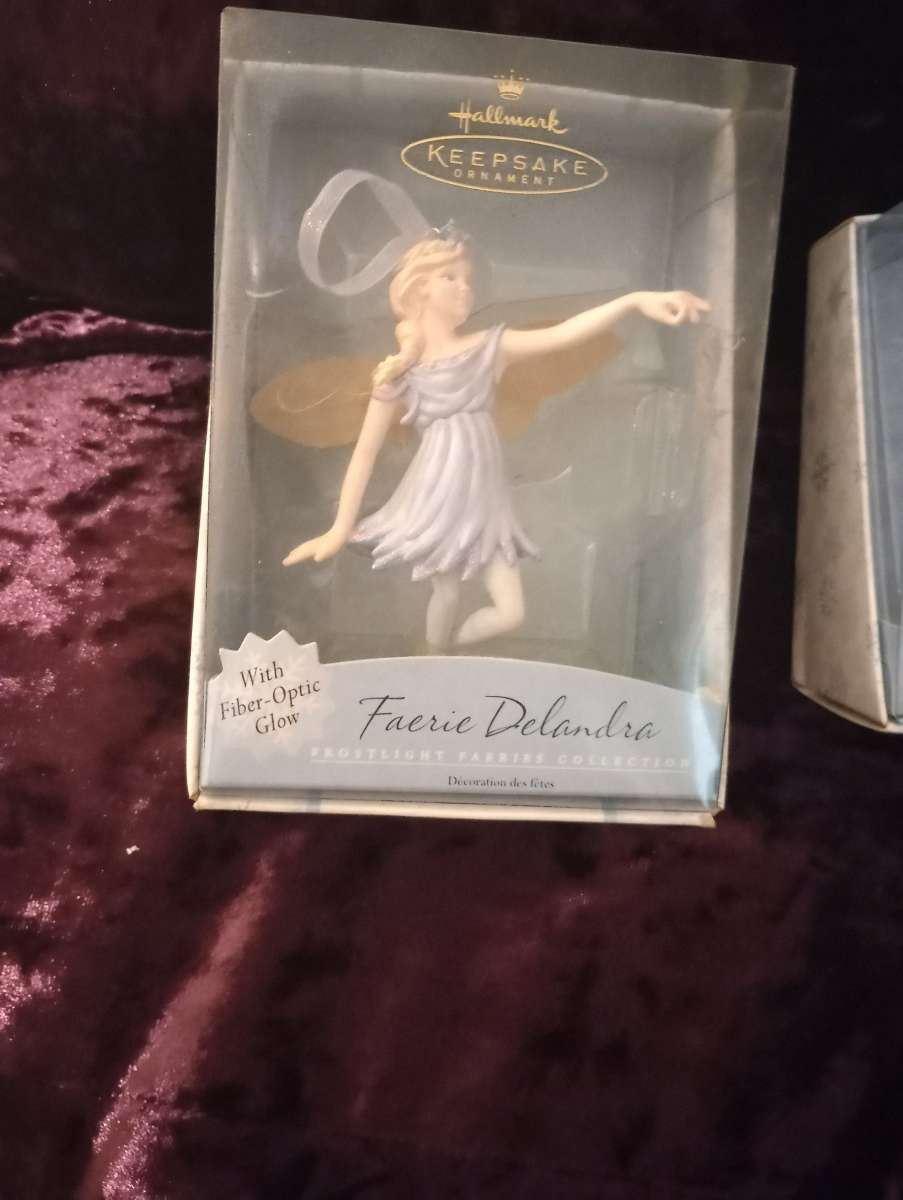 Hallmark
KEEPSAKE
ORNAMENT
With
Fiber-Optic
Glow
Faerie Delandra
FROSTLIGHT FAERIES COLLECTION
Décoration des fêtes